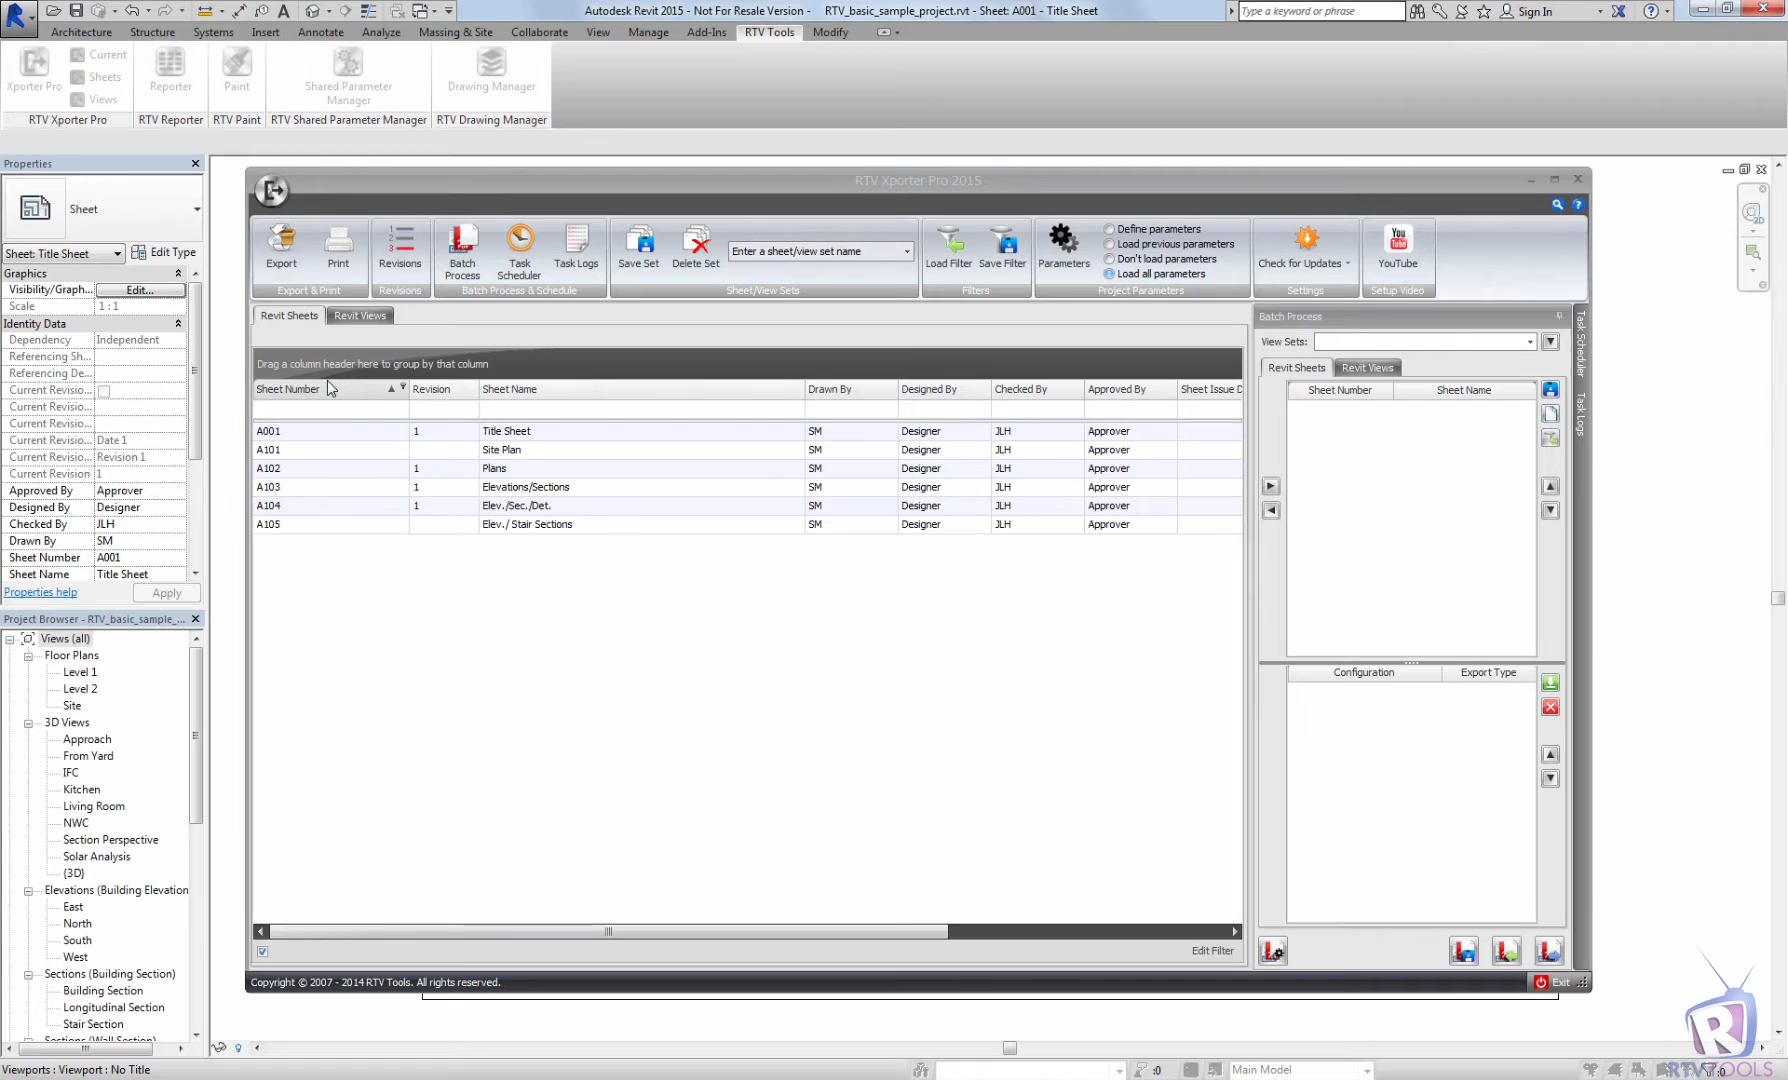 Autodesk Revit 2015 - Not For Resale Version - RTV_basic_sample_project.rvt - Sheet: A001 - Title Sheet
Type a keyword or phrase
Sign In
Architecture Structure Systems Insert Annotate Analyze Massing & Site Collaborate View Manage Add-Ins RTV Tools Modify
Xporter Pro Current Sheets Views
Reporter Paint Shared Parameter Manager Drawing Manager
RTV Xporter Pro RTV Reporter RTV Paint RTV Shared Parameter Manager RTV Drawing Manager
Properties
Sheet
Sheet: Title Sheet Edit Type
Graphics
Visibility/Graph... Edit...
Scale 1 : 1
Identity Data
Dependency Independent
Referencing Sh...
Referencing De...
Current Revisio...
Current Revisio...
Current Revisio...
Current Revisio... Date 1
Current Revisio... Revision 1
Current Revision 1
Approved By Approver
Designed By Designer
Checked By JLH
Drawn By SM
Sheet Number A001
Sheet Name Title Sheet
Properties help Apply
Project Browser - RTV_basic_sample_...
Views (all)
Floor Plans
Level 1
Level 2
Site
3D Views
Approach
From Yard
IFC
Kitchen
Living Room
NWC
Section Perspective
Solar Analysis
{3D}
Elevations (Building Elevation
East
North
South
West
Sections (Building Section)
Building Section
Longitudinal Section
Stair Section
Sections (Wall Section)
RTV Xporter Pro 2015
Export Print Revisions Batch Process Task Scheduler Task Logs Save Set Delete Set Enter a sheet/view set name Load Filter Save Filter Parameters
Define parameters
Load previous parameters
Don't load parameters
Load all parameters
Check for Updates YouTube
You Tube
Export & Print Revisions Batch Process & Schedule Sheet/View Sets Filters Project Parameters Settings Setup Video
Revit Sheets Revit Views
Drag a column header here to group by that column
Sheet Number Revision Sheet Name Drawn By Designed By Checked By Approved By Sheet Issue D
A001 1 Title Sheet SM Designer JLH Approver
A101 Site Plan SM Designer JLH Approver
A102 1 Plans SM Designer JLH Approver
A103 1 Elevations/Sections SM Designer JLH Approver
A104 1 Elev./Sec./Det. SM Designer JLH Approver
A105 Elev./ Stair Sections SM Designer JLH Approver
Edit Filter
Batch Process
View Sets:
Revit Sheets Revit Views
Sheet Number Sheet Name
Configuration Export Type
Task Scheduler
Task Logs
Copyright © 2007 - 2014 RTV Tools. All rights reserved.
Exit
Viewports : Viewport : No Title
:0
Main Model
:0
R
RTVTOOLS